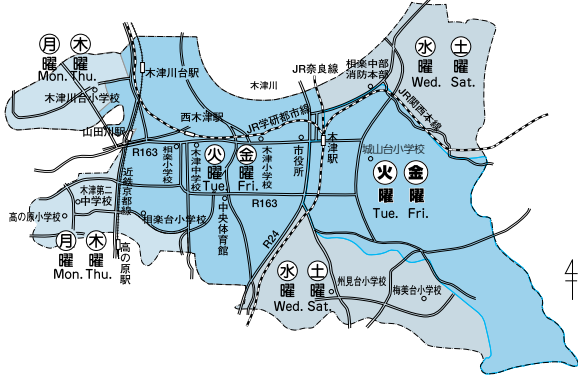 月曜 木曜
Mon. Thu.
木津川台駅
木津川台小学校
山田川駅
西木津駅
木津川
JR奈良線
相楽中部
消防本部
水曜 土曜
Wed. Sat.
JR学研都市線
JR関西本線
R163
相楽小学校
木津中学校
火曜 金曜
Tue. Fri.
木津小学校
市役所
木津駅
城山台小学校
火曜 金曜
Tue. Fri.
近鉄京都線
木津第二
中学校
高の原小学校
相楽台小学校
中央体育館
R163
R24
月曜 木曜
Mon. Thu.
高の原駅
水曜 土曜
Wed. Sat.
州見台小学校
梅美台小学校